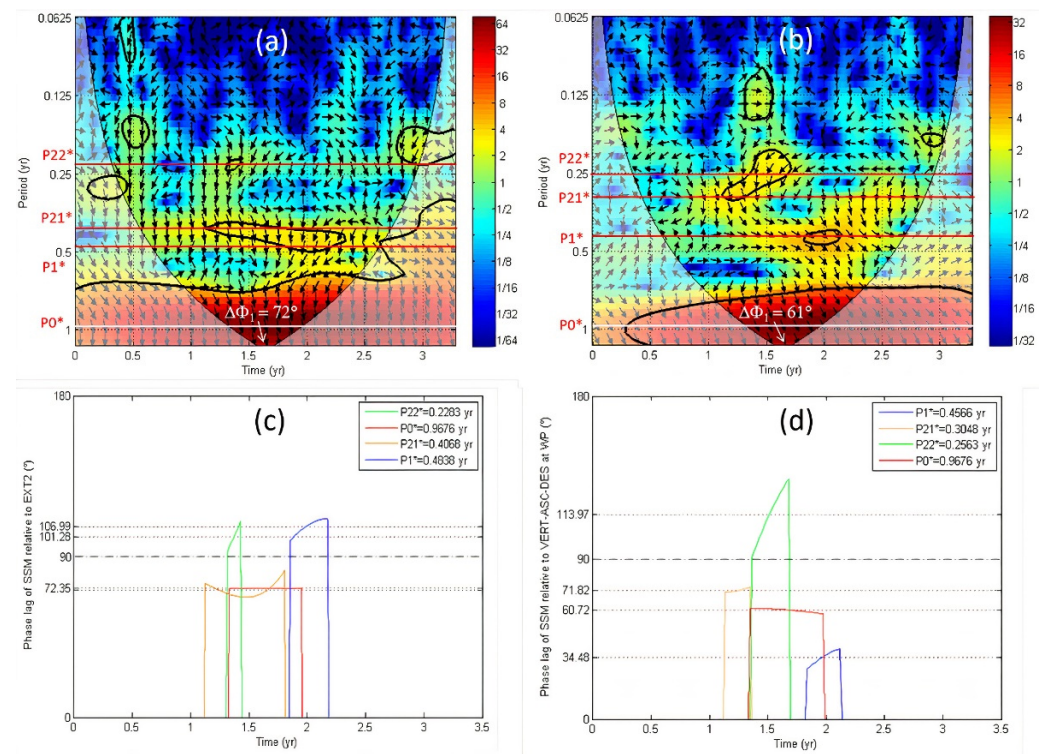 (a)
0.0625
0.125
0.25
0.5
1
Period (yr)
P22*
P21*
P1*
P0*
ΔΦ1 = 72°
0 0.5 1 1.5 2 2.5 3
Time (yr)
64
32
16
8
4
2
1
1/2
1/4
1/8
1/16
1/32
1/64
(b)
0.0625
0.125
0.25
0.5
1
Period (yr)
P22*
P21*
P1*
P0*
ΔΦ1 = 61°
0 0.5 1 1.5 2 2.5 3
Time (yr)
32
16
8
4
2
1
1/2
1/4
1/8
1/16
1/32
(c)
P22*=0.2283 yr
P0*=0.9676 yr
P21*=0.4068 yr
P1*=0.4838 yr
180
106.99
101.28
90
72.35
0
Phase lag of SSM relative to EXT2 (°)
0 0.5 1 1.5 2 2.5 3 3.5
Time (yr)
(d)
P1*=0.4566 yr
P21*=0.3048 yr
P22*=0.2563 yr
P0*=0.9676 yr
180
113.97
90
71.82
60.72
34.48
0
Phase lag of SSM relative to VERT-ASC-DES at WP (°)
0 0.5 1 1.5 2 2.5 3 3.5
Time (yr)